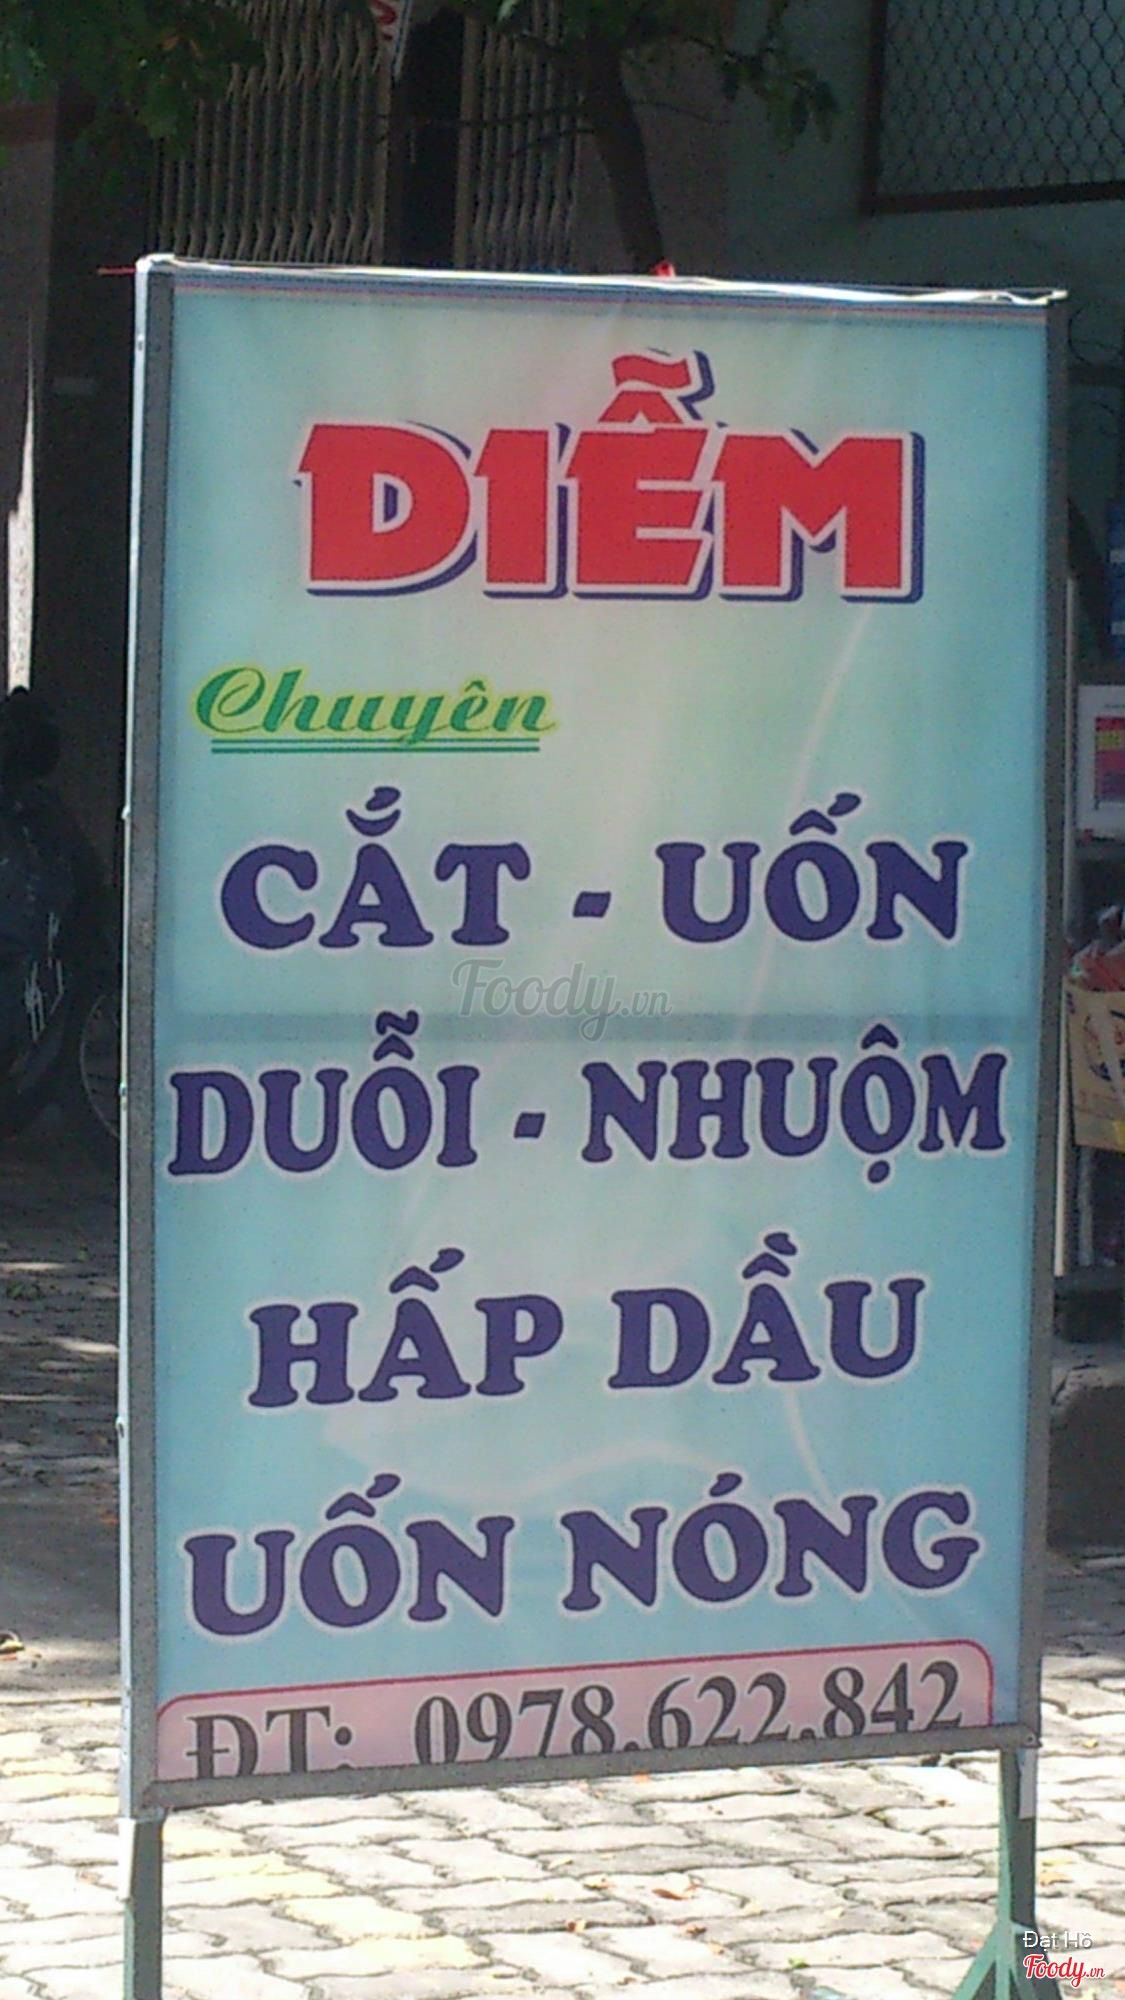 DIỄM
Chuyên
CẮT - UỐN
Foody.vn
DUỖI - NHUỘM
HẤP DẦU
UỐN NÓNG
ĐT: 0978.622.842
Đạt Hồ
Foody.vn